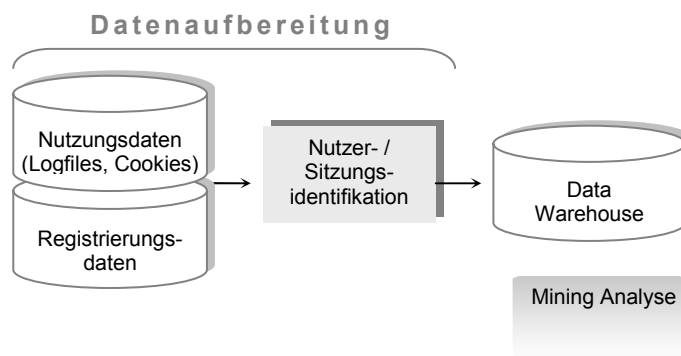 Datenaufbereitung
Nutzungsdaten
(Logfiles, Cookies)
Registrierungs-
daten
Nutzer- /
Sitzungs-
identifikation
Data
Warehouse
Mining Analyse